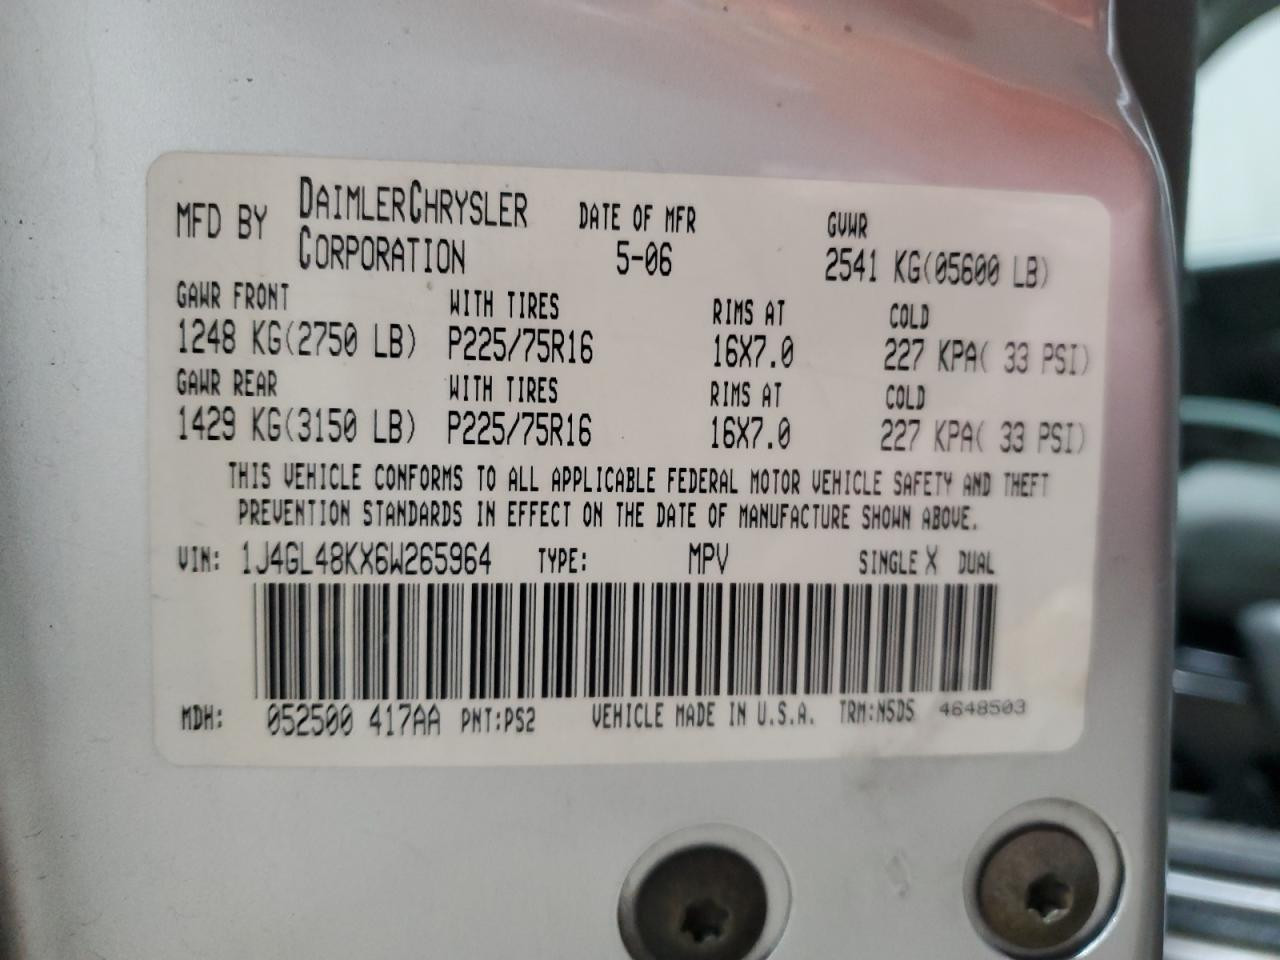 MFD BY DAIMLERCHRYSLER CORPORATION DATE OF MFR 5-06 GVWR 2541 KG(05600 LB)
GAWR FRONT WITH TIRES RIMS AT COLD
1248 KG(2750 LB) P225/75R16 16X7.0 227 KPA( 33 PSI)
GAWR REAR WITH TIRES RIMS AT COLD
1429 KG(3150 LB) P225/75R16 16X7.0 227 KPA( 33 PSI)
THIS VEHICLE CONFORMS TO ALL APPLICABLE FEDERAL MOTOR VEHICLE SAFETY AND THEFT
PREVENTION STANDARDS IN EFFECT ON THE DATE OF MANUFACTURE SHOWN ABOVE.
VIN: 1J4GL48KX6W265964 TYPE: MPV SINGLE X DUAL
MDH: 052500 417AA PNT:PS2 VEHICLE MADE IN U.S.A. TRM:N5D5 4648503